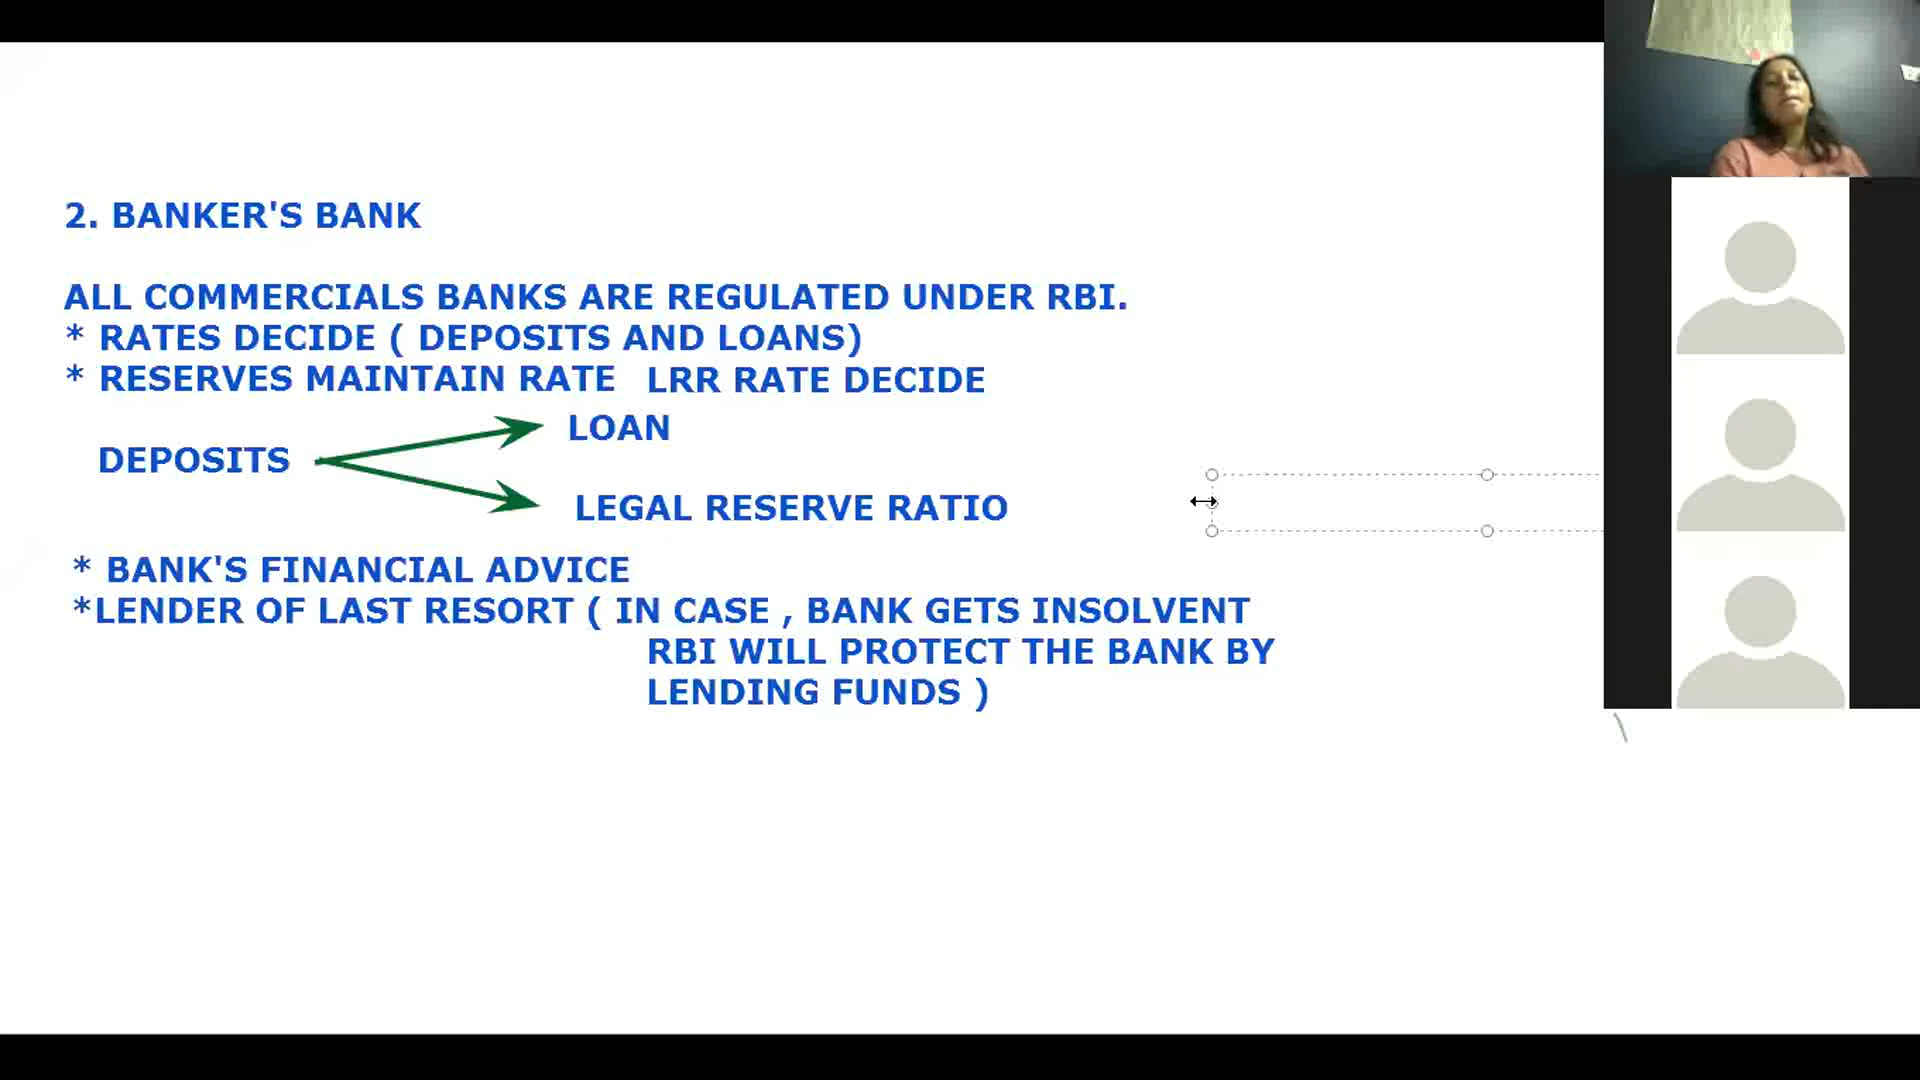 2. BANKER'S BANK
ALL COMMERCIALS BANKS ARE REGULATED UNDER RBI.
* RATES DECIDE ( DEPOSITS AND LOANS)
* RESERVES MAINTAIN RATE LRR RATE DECIDE
LOAN
DEPOSITS
LEGAL RESERVE RATIO
* BANK'S FINANCIAL ADVICE
*LENDER OF LAST RESORT ( IN CASE , BANK GETS INSOLVENT
RBI WILL PROTECT THE BANK BY
LENDING FUNDS )